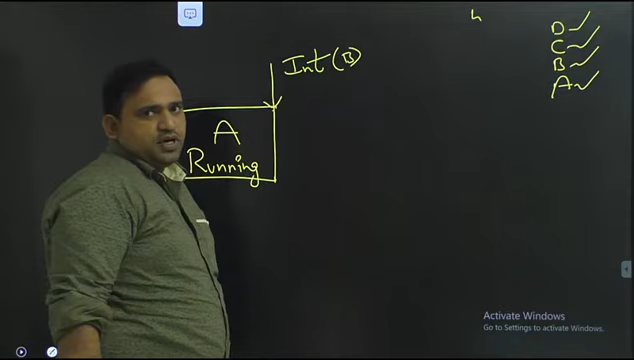 Int (B)
A
Running
D ✓
C ✓
B ✓
A ✓
Activate Windows
Go to Settings to activate Windows.